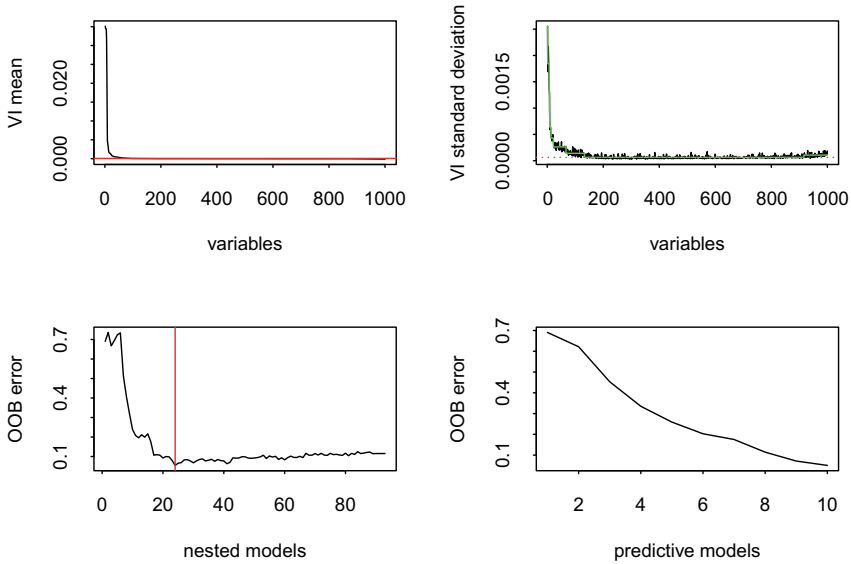 VI mean
0.000 0.020
0 200 400 600 800 1000
variables
VI standard deviation
0.0000 0.0015
0 200 400 600 800 1000
variables
OOB error
0.1 0.4 0.7
0 20 40 60 80
nested models
OOB error
0.1 0.4 0.7
2 4 6 8 10
predictive models